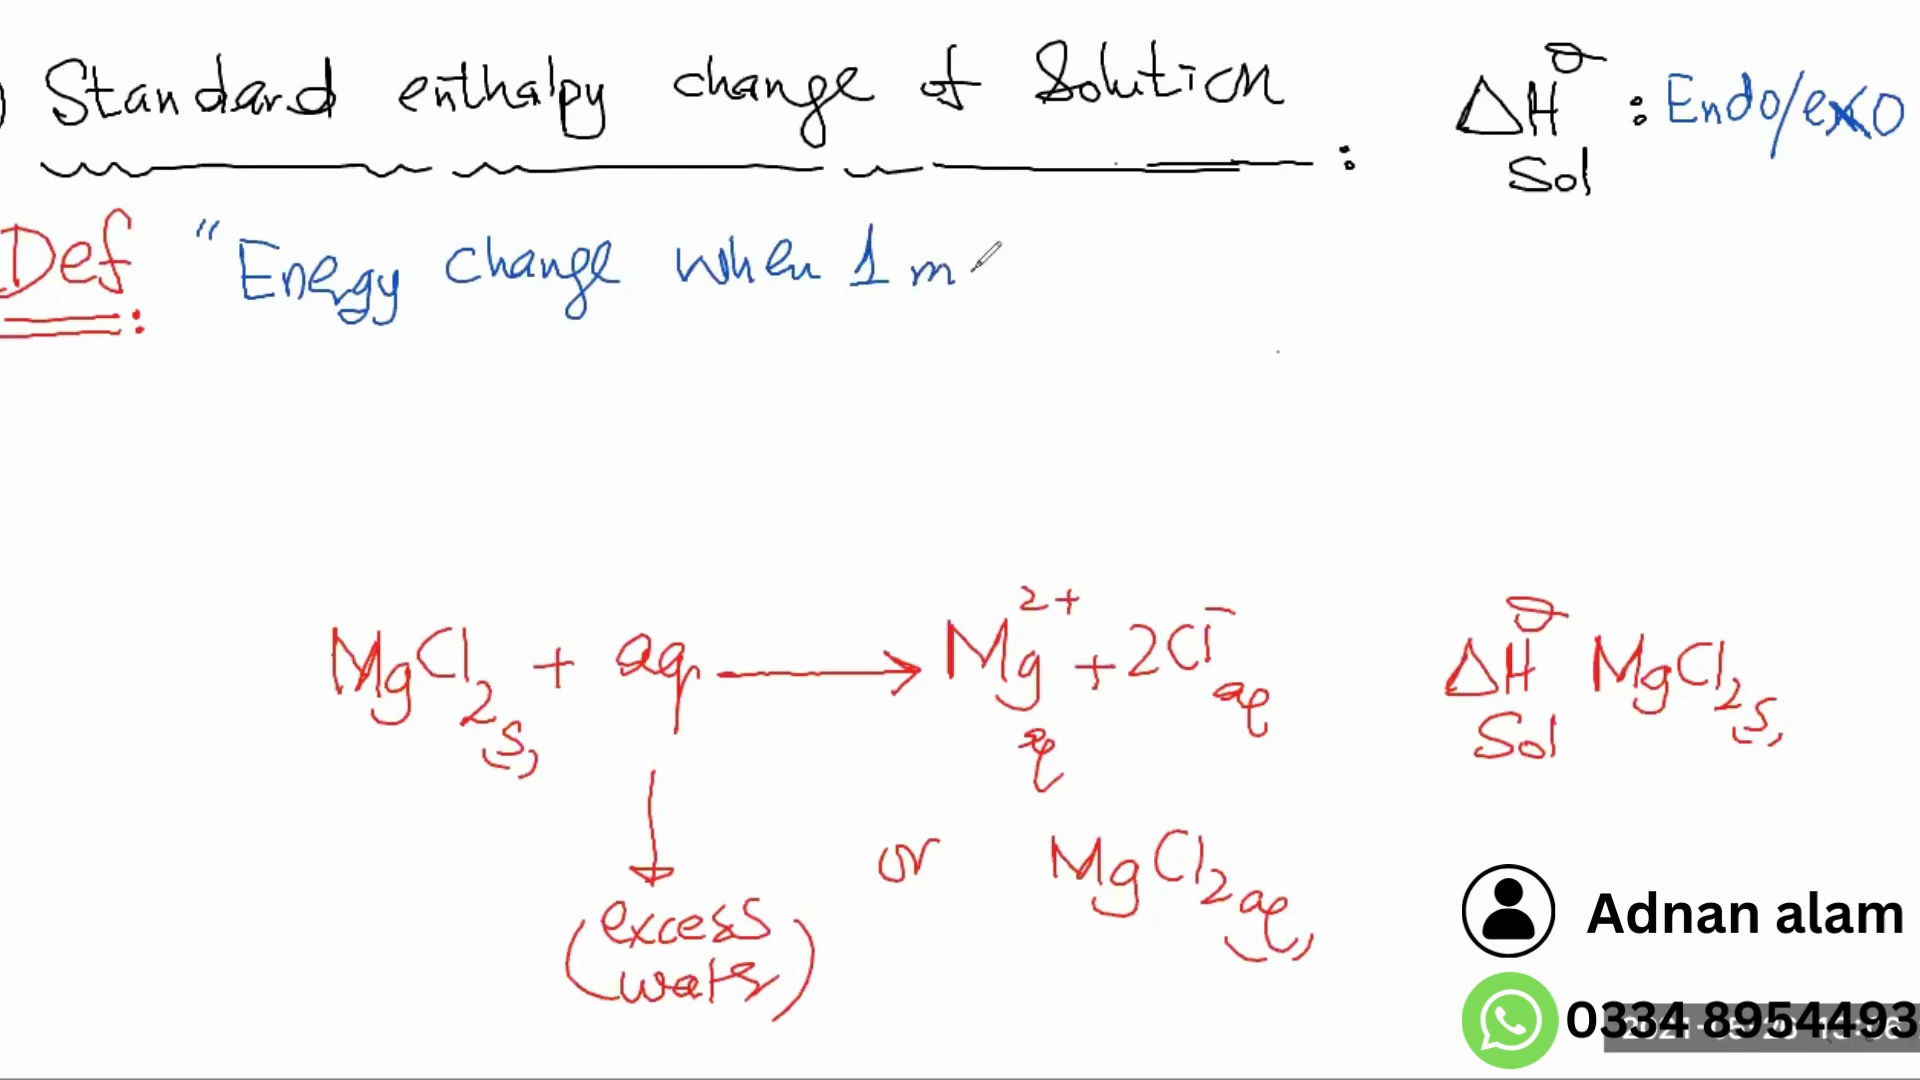 ) Standard enthalpy change of Solution : ΔH⦵ Sol : Endo/exo
Def : "Energy change when 1 m
MgCl2(s) + aq → Mg2+ aq + 2Cl- aq ΔH⦵ Sol MgCl2(s)
or MgCl2(aq)
(excess
water)
Adnan alam
0334 8954493